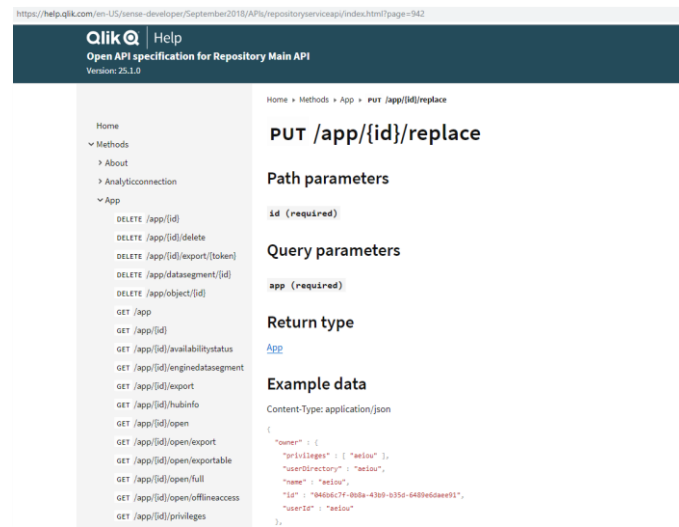 https://help.qlik.com/en-US/sense-developer/September2018/APIs/repositoryserviceapi/index.html?page=942
Qlik Help
Open API specification for Repository Main API
Version: 25.1.0
Home
Methods
About
Analyticconnection
App
DELETE /app/{id}
DELETE /app/{id}/delete
DELETE /app/{id}/export/{token}
DELETE /app/datasegment/{id}
DELETE /app/object/{id}
GET /app
GET /app/{id}
GET /app/{id}/availabilitystatus
GET /app/{id}/enginedatasegment
GET /app/{id}/export
GET /app/{id}/hubinfo
GET /app/{id}/open
GET /app/{id}/open/export
GET /app/{id}/open/exportable
GET /app/{id}/open/full
GET /app/{id}/open/offlineaccess
GET /app/{id}/privileges
Home › Methods › App › PUT /app/{id}/replace
PUT /app/{id}/replace
Path parameters
id (required)
Query parameters
app (required)
Return type
App
Example data
Content-Type: application/json
{
"owner" : {
"privileges" : [ "aeiou" ],
"userDirectory" : "aeiou",
"name" : "aeiou",
"id" : "046b6c7f-0b8a-43b9-b35d-6489e6daee91",
"userId" : "aeiou"
},